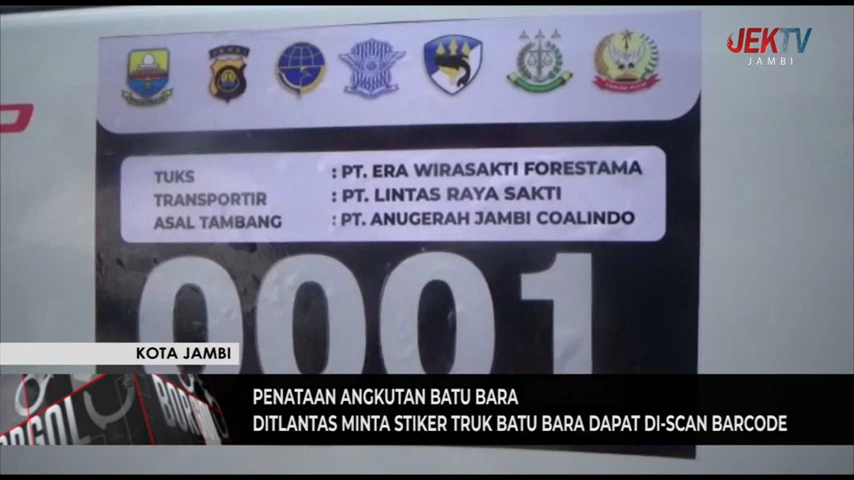 JEKTV
JAMBI
TUKS : PT. ERA WIRASAKTI FORESTAMA
TRANSPORTIR : PT. LINTAS RAYA SAKTI
ASAL TAMBANG : PT. ANUGERAH JAMBI COALINDO
0001
KOTA JAMBI
BORGOL
PENATAAN ANGKUTAN BATU BARA
DITLANTAS MINTA STIKER TRUK BATU BARA DAPAT DI-SCAN BARCODE